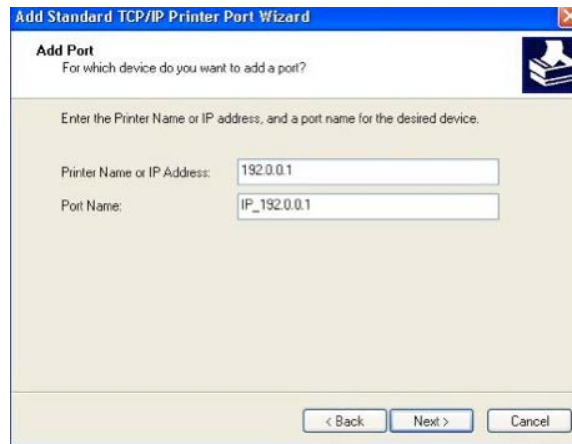 Add Standard TCP/IP Printer Port Wizard
Add Port
For which device do you want to add a port?
Enter the Printer Name or IP address, and a port name for the desired device.
Printer Name or IP Address: 192.0.0.1
Port Name: IP_192.0.0.1
< Back Next > Cancel